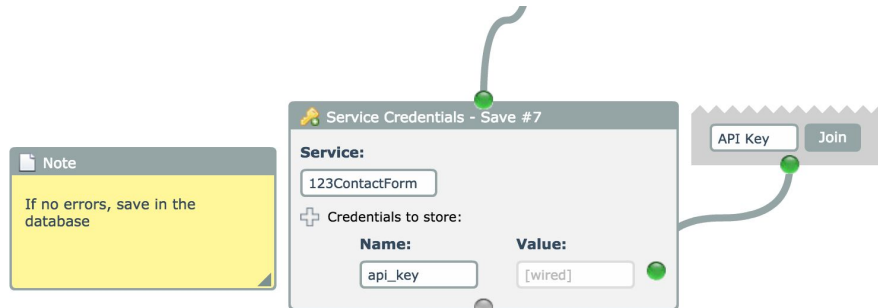 Service Credentials - Save #7
API Key
Join
Note
Service:
123ContactForm
If no errors, save in the
database
Credentials to store:
Name:
Value:
api_key
[wired]